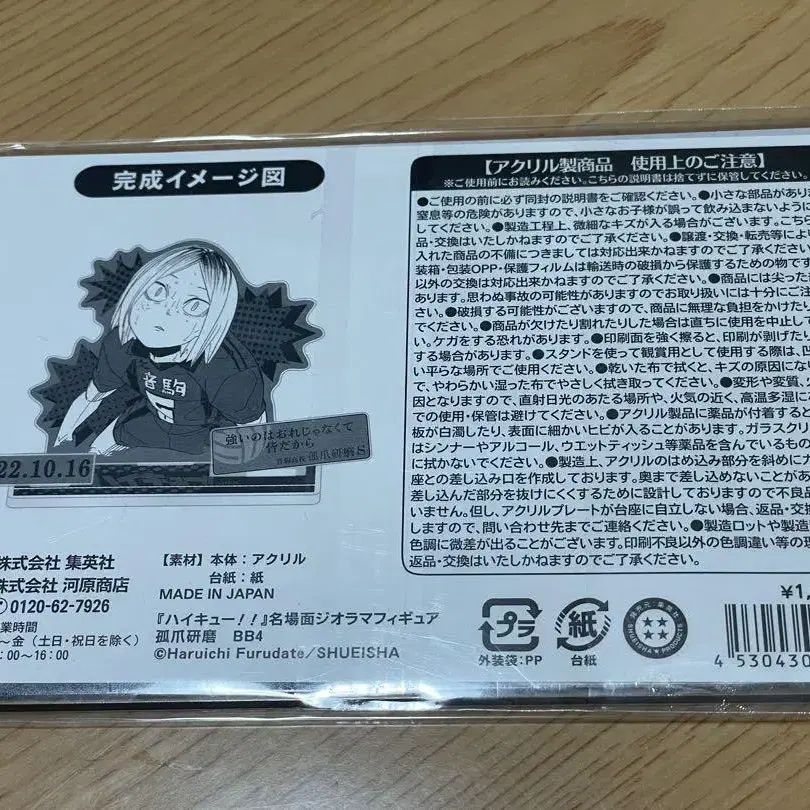 完成イメージ図
音駒
5
強いのはおれじゃなくて
皆だから
音駒高校 孤爪研磨 S
22.10.16
株式会社 集英社
株式会社 河原商店
0120-62-7926
業時間
～金（土日・祝日を除く）
:00～16:00
【素材】本体：アクリル
台紙：紙
MADE IN JAPAN
『ハイキュー！！』名場面ジオラマフィギュア
孤爪研磨 BB4
©Haruichi Furudate/SHUEISHA
【アクリル製商品 使用上のご注意】
※ご使用前にお読みください。こちらの説明書は捨てずに保管してください。
●ご使用の前に必ず同封の説明書をご確認ください。●小さな部品があり
窒息等の危険がありますので、小さなお子様が誤って飲み込まないように
してください。●製造工程上、微細なキズが入る場合がございます。こちら
品・交換はいたしかねますのでご了承ください。●譲渡・交換・転売等により
入れた商品の不備につきましては対応出来かねますのでご了承ください
装箱・包装OPP・保護フィルムは輸送時の破損から保護するための物です
以外の交換は対応出来かねますのでご了承ください。●商品には尖った
あります。思わぬ事故の可能性がありますのでお取り扱いには十分にご注
●破損する可能性がございますので、商品に無理な負担をかけたり
でください。●商品が欠けたり割れたりした場合は直ちに使用を中止して
い。ケガをする恐れがあります。●印刷面を強く擦ると、印刷が剥げたり
する場合があります。●スタンドを使って観賞用として使用する際は、凹
い平らな場所でご使用ください。●乾いた布で拭くと、キズの原因になり
で、やわらかい湿った布でやさしく拭き取ってください。●変形や変質、
因となりますので、直射日光のあたる場所や、火気の近く、高温多湿に
での使用・保管は避けてください。●アクリル製品に薬品が付着すると
板が白濁したり、表面に細かいヒビが入ることがあります。ガラスクリ
はシンナーやアルコール、ウエットティッシュ等薬品を含んでいるもの
に拭かないでください。●製造上、アクリルのはめ込み部分を斜めにカ
座との差し込み口を作成しております。奥まで差し込めないことがあ
差し込んだ部分を抜けにくくするために設計しておりますので不良品
いません。但し、アクリルプレートが台座に自立しない場合、返品・交換
しますので、問い合わせ先までご連絡ください。●製造ロットや製造
色調に微差が出ることがございます。印刷不良以外の色調違い等の理
返品・交換はいたしかねますのでご了承ください。
プラ
外装袋：PP
紙
台紙
発売元：集英社
SHUEISHA
¥1,
4 530430